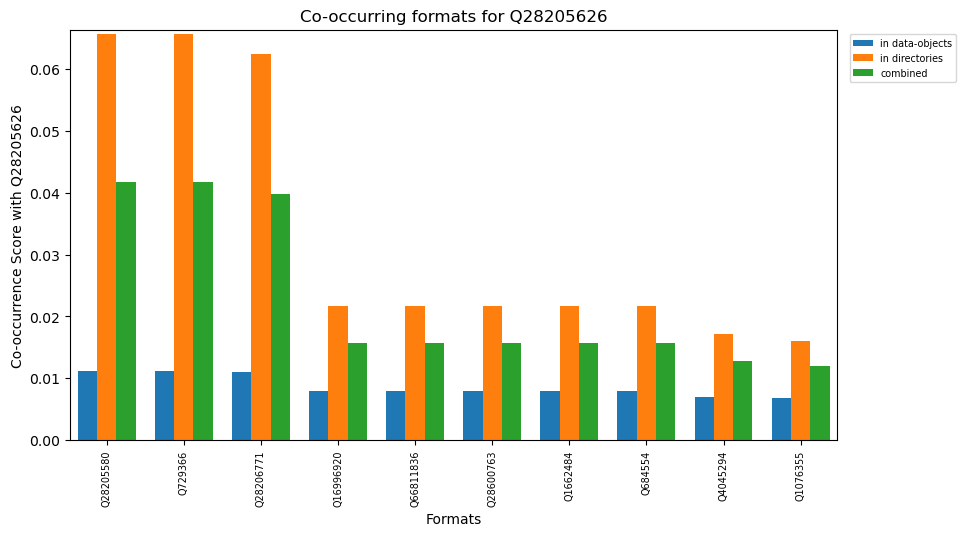 Co-occurring formats for Q28205626
in data-objects
in directories
combined
Co-occurrence Score with Q28205626
0.06
0.05
0.04
0.03
0.02
0.01
0.00
Q28205580
Q729366
Q28206771
Q16996920
Q66811836
Q28600763
Q1662484
Q684554
Q4045294
Q1076355
Formats